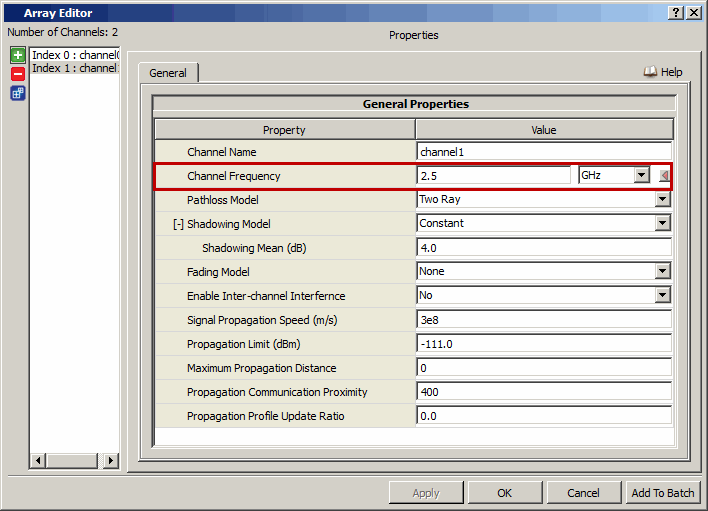 Array Editor
Number of Channels: 2
Properties
Index 0 : channel0
Index 1 : channel1
General
Help
General Properties
Property Value
Channel Name channel1
Channel Frequency 2.5 GHz
Pathloss Model Two Ray
[-] Shadowing Model Constant
Shadowing Mean (dB) 4.0
Fading Model None
Enable Inter-channel Interfernce No
Signal Propagation Speed (m/s) 3e8
Propagation Limit (dBm) -111.0
Maximum Propagation Distance 0
Propagation Communication Proximity 400
Propagation Profile Update Ratio 0.0
Apply OK Cancel Add To Batch